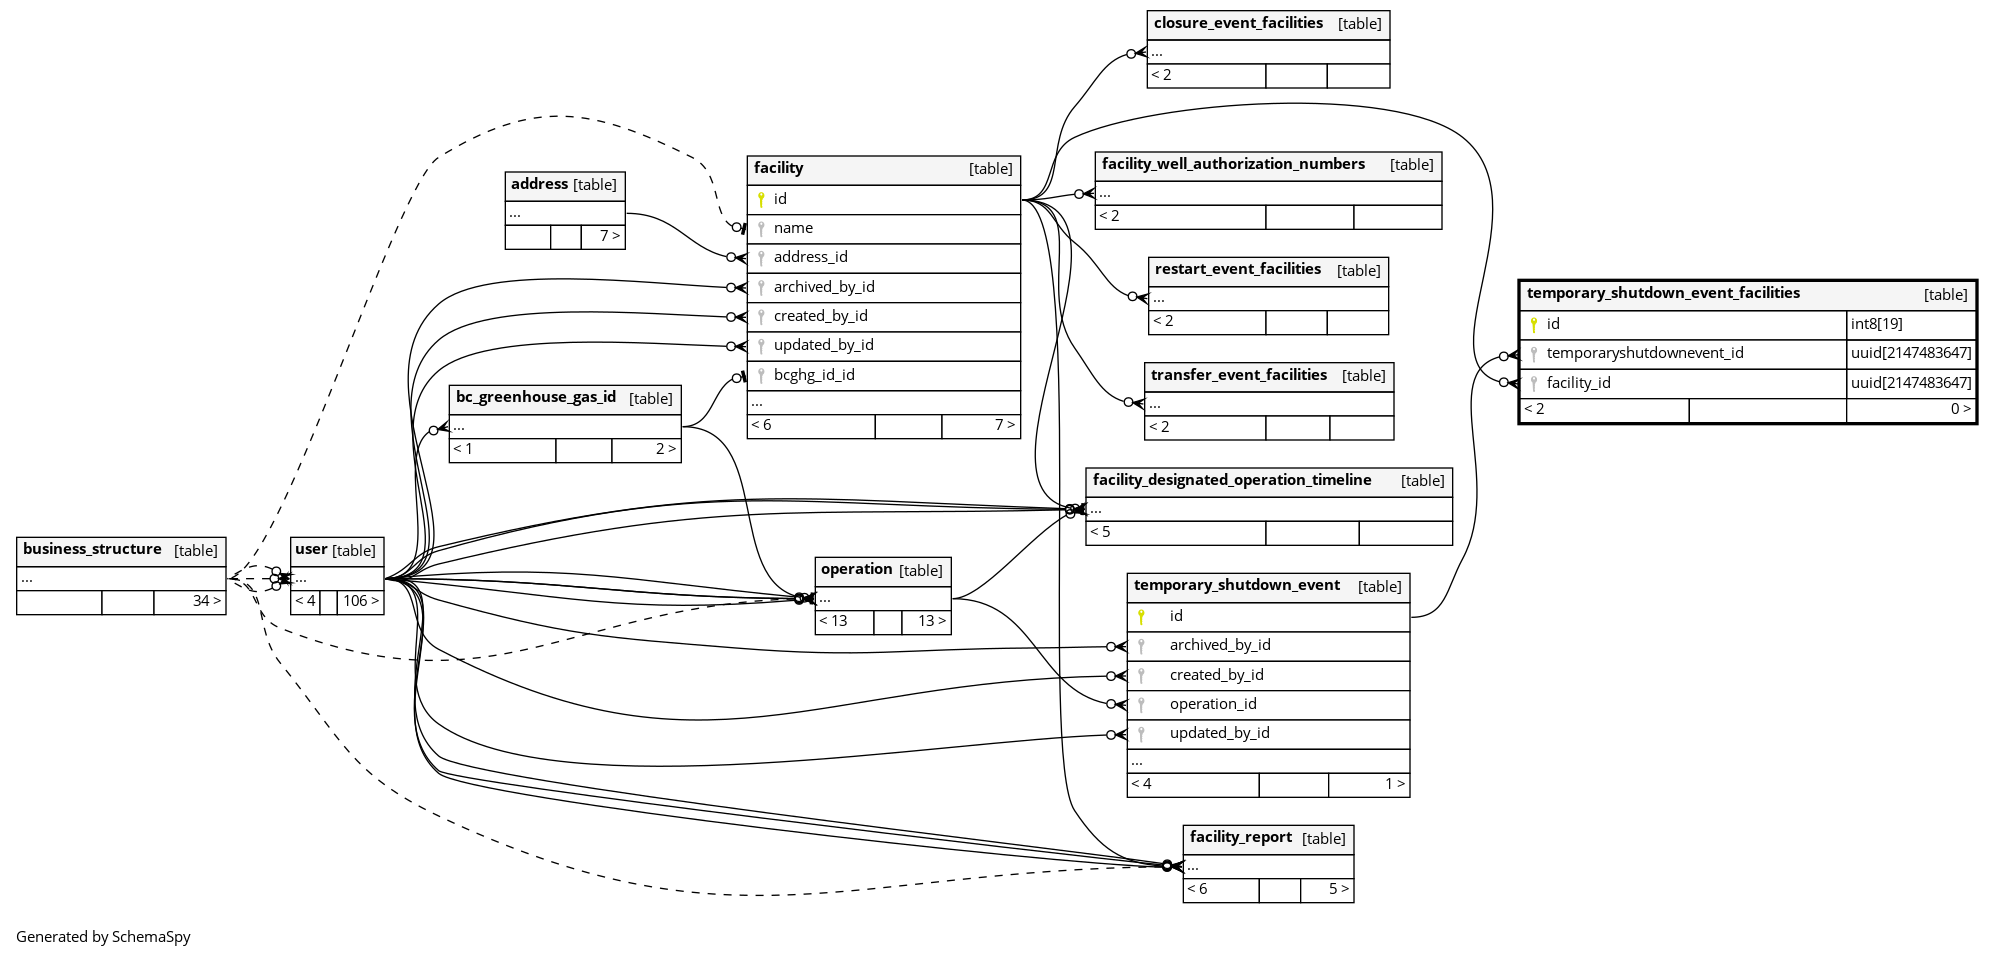 closure_event_facilities [table]
...
< 2
facility [table]
id
name
address_id
archived_by_id
created_by_id
updated_by_id
bcghg_id_id
...
< 6 7 >
address [table]
...
7 >
facility_well_authorization_numbers [table]
...
< 2
restart_event_facilities [table]
...
< 2
temporary_shutdown_event_facilities [table]
id int8[19]
temporaryshutdownevent_id uuid[2147483647]
facility_id uuid[2147483647]
< 2 0 >
transfer_event_facilities [table]
...
< 2
bc_greenhouse_gas_id [table]
...
< 1 2 >
facility_designated_operation_timeline [table]
...
< 5
business_structure [table]
...
34 >
user [table]
...
< 4 106 >
operation [table]
...
< 13 13 >
temporary_shutdown_event [table]
id
archived_by_id
created_by_id
operation_id
updated_by_id
...
< 4 1 >
facility_report [table]
...
< 6 5 >
Generated by SchemaSpy